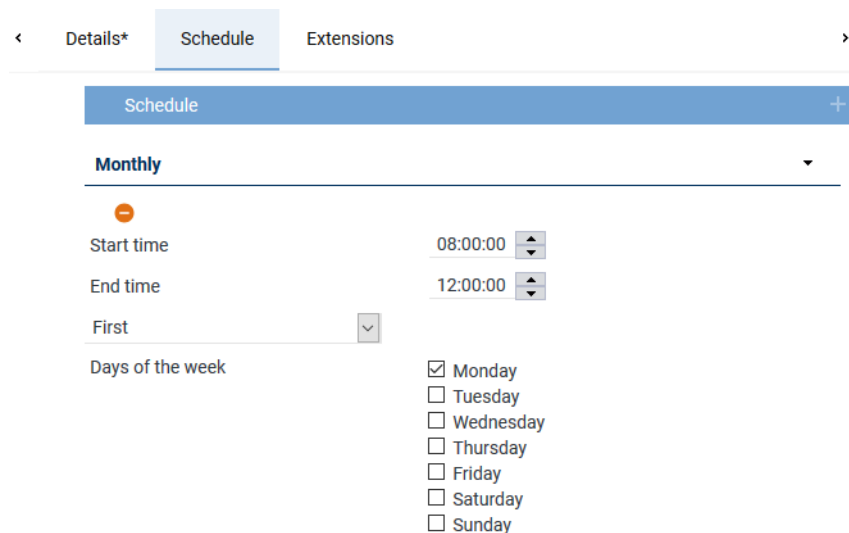 Details* Schedule Extensions
Schedule
Monthly
Start time 08:00:00
End time 12:00:00
First
Days of the week Monday
Tuesday
Wednesday
Thursday
Friday
Saturday
Sunday